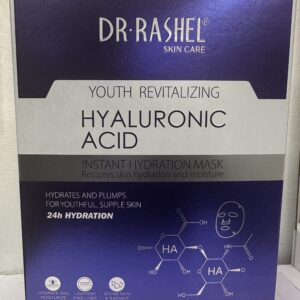 DR·RASHEL®
SKIN CARE
YOUTH REVITALIZING
HYALURONIC
ACID
INSTANT HYDRATION MASK
Restores skin hydration and moisture
HYDRATES AND PLUMPS
FOR YOUTHFUL, SUPPLE SKIN
24h HYDRATION
HA
HA